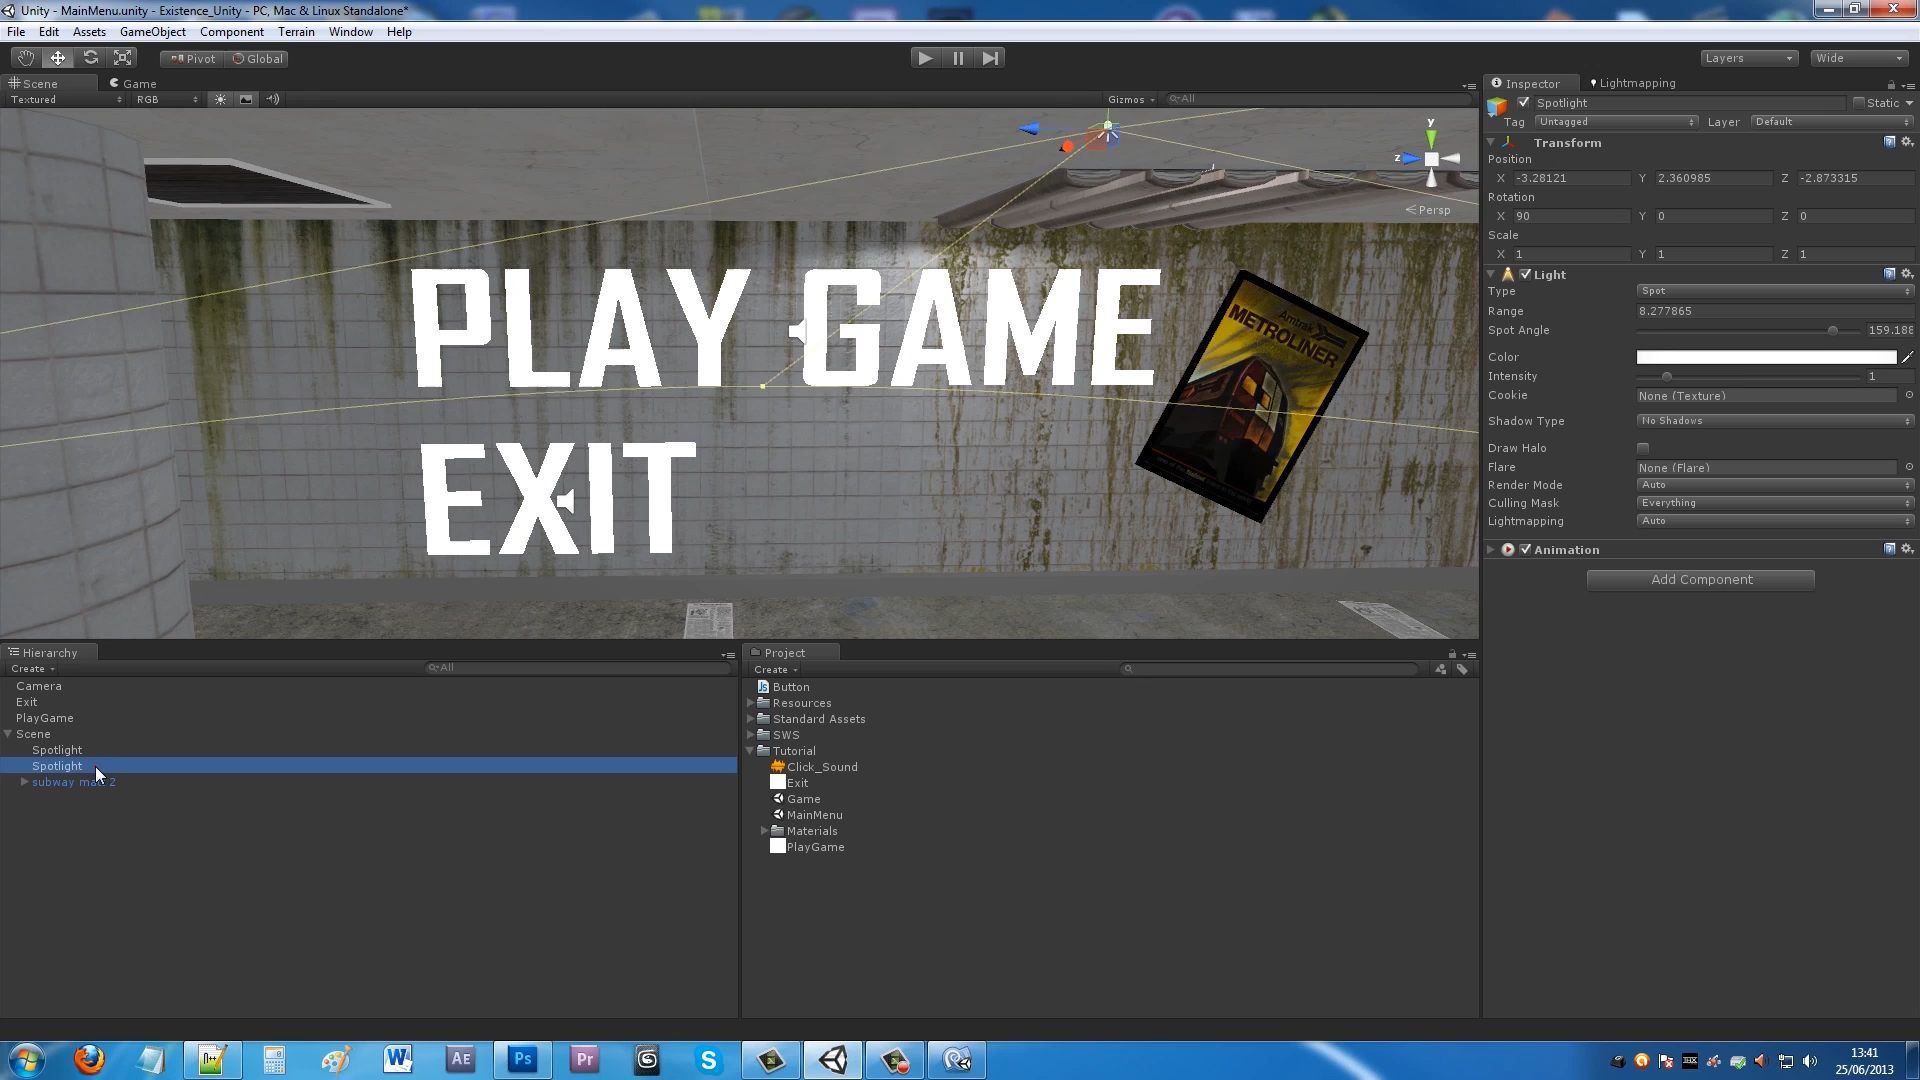 Unity - MainMenu.unity - Existence_Unity - PC, Mac & Linux Standalone*
File Edit Assets GameObject Component Terrain Window Help
Pivot Global Layers Wide
Scene Game
Textured RGB Gizmos All
y
z
Persp
PLAY GAME
EXIT
Amtrak
METROLINER
Inspector Lightmapping
Spotlight Static
Tag Untagged Layer Default
Transform
Position
X -3.28121 Y 2.360985 Z -2.873315
Rotation
X 90 Y 0 Z 0
Scale
X 1 Y 1 Z 1
Light
Type Spot
Range 8.277865
Spot Angle 159.188
Color
Intensity 1
Cookie None (Texture)
Shadow Type No Shadows
Draw Halo
Flare None (Flare)
Render Mode Auto
Culling Mask Everything
Lightmapping Auto
Animation
Add Component
Hierarchy
Create All
Camera
Exit
PlayGame
Scene
Spotlight
Spotlight
subway 2
Project
Create
Js Button
Resources
Standard Assets
SWS
Tutorial
Click_Sound
Exit
Game
MainMenu
Materials
PlayGame
n++ W AE Ps Pr S
13:41
25/06/2013